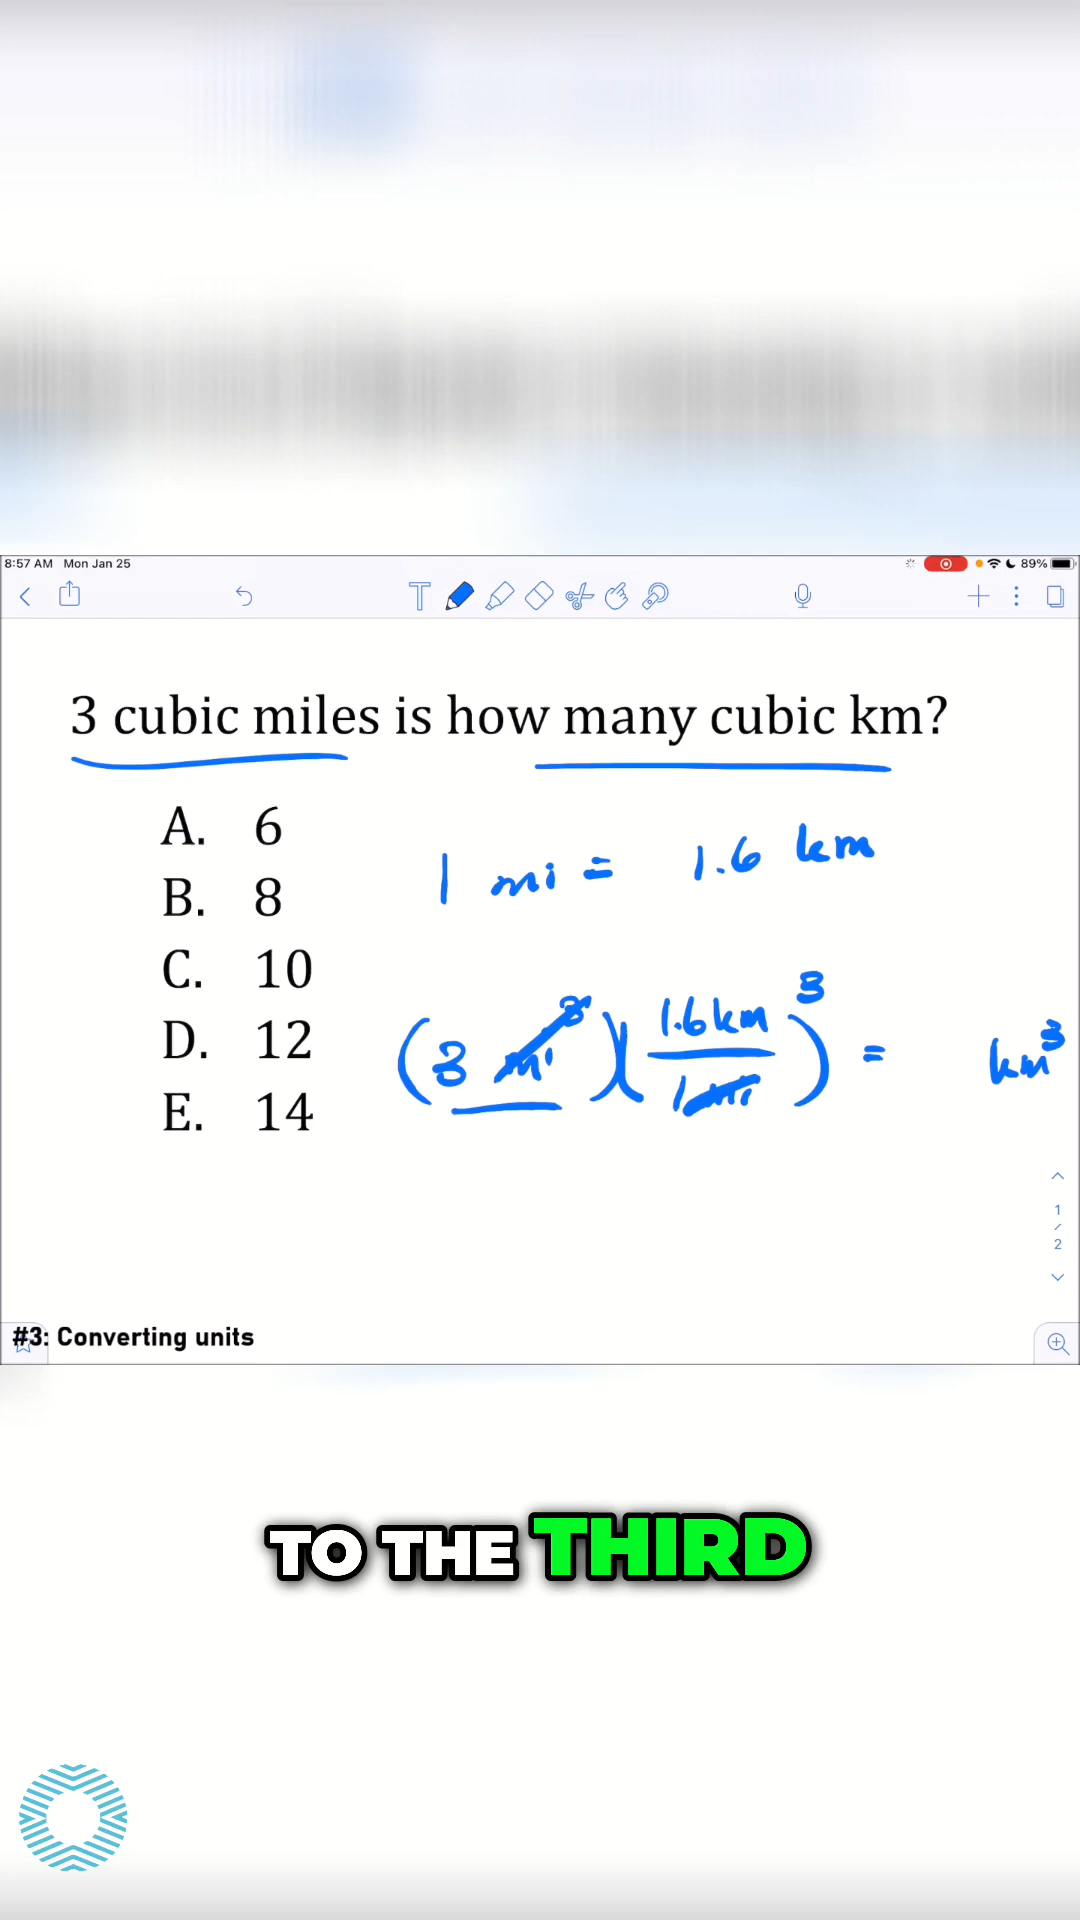 8:57 AM Mon Jan 25
89%
3 cubic miles is how many cubic km?
A. 6
B. 8
C. 10
D. 12
E. 14
1 mi = 1.6 km
(3 mi³)(1.6 km / 1 mi)³ = km³
1
/
2
#3: Converting units
TO THE THIRD